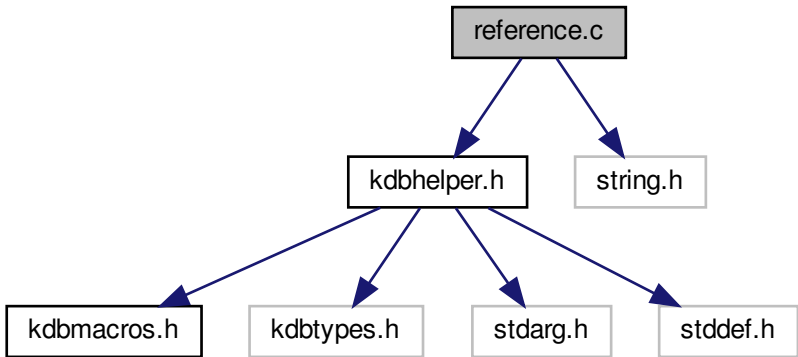 reference.c
kdbhelper.h
string.h
kdbmacros.h
kdbtypes.h
stdarg.h
stddef.h